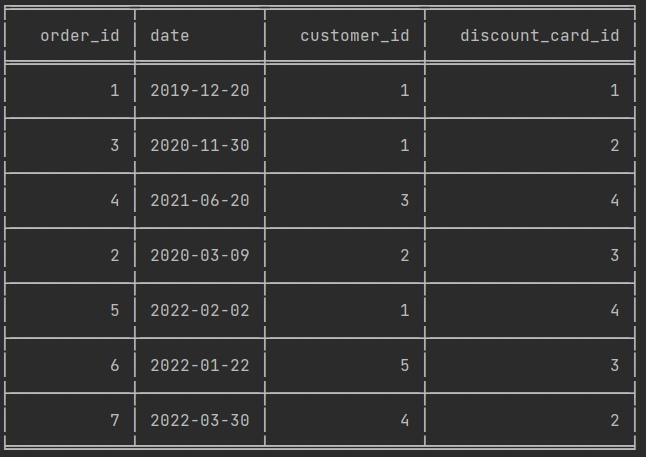 order_id date customer_id discount_card_id
1 2019-12-20 1 1
3 2020-11-30 1 2
4 2021-06-20 3 4
2 2020-03-09 2 3
5 2022-02-02 1 4
6 2022-01-22 5 3
7 2022-03-30 4 2